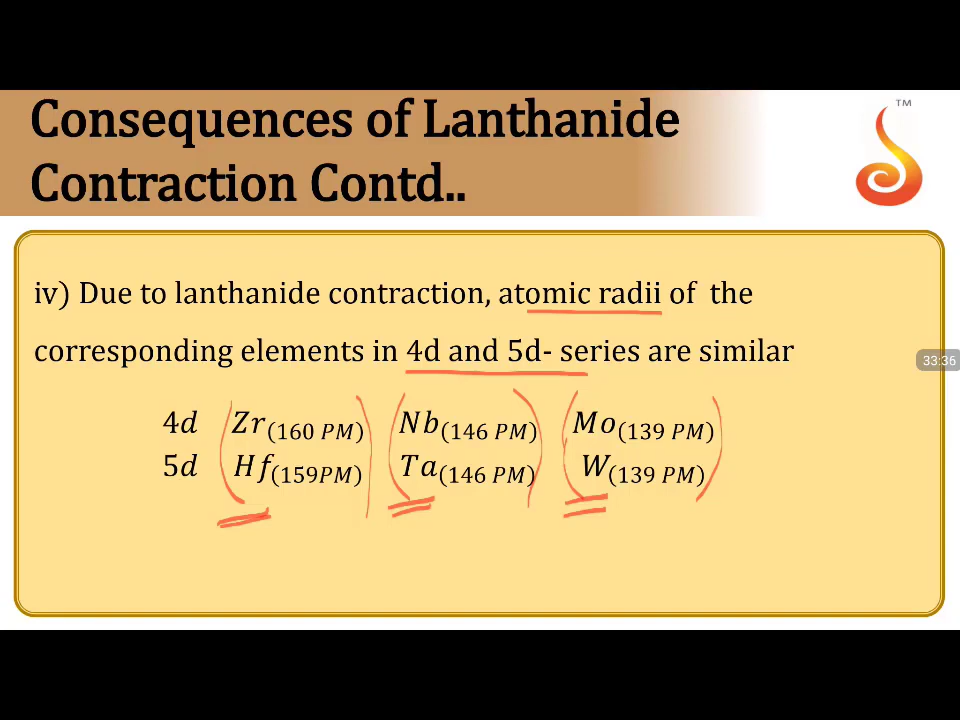 Consequences of Lanthanide
Contraction Contd..
TM
iv) Due to lanthanide contraction, atomic radii of the
corresponding elements in 4d and 5d- series are similar
33:36
4d Zr(160 PM) Nb(146 PM) Mo(139 PM)
5d Hf(159PM) Ta(146 PM) W(139 PM)